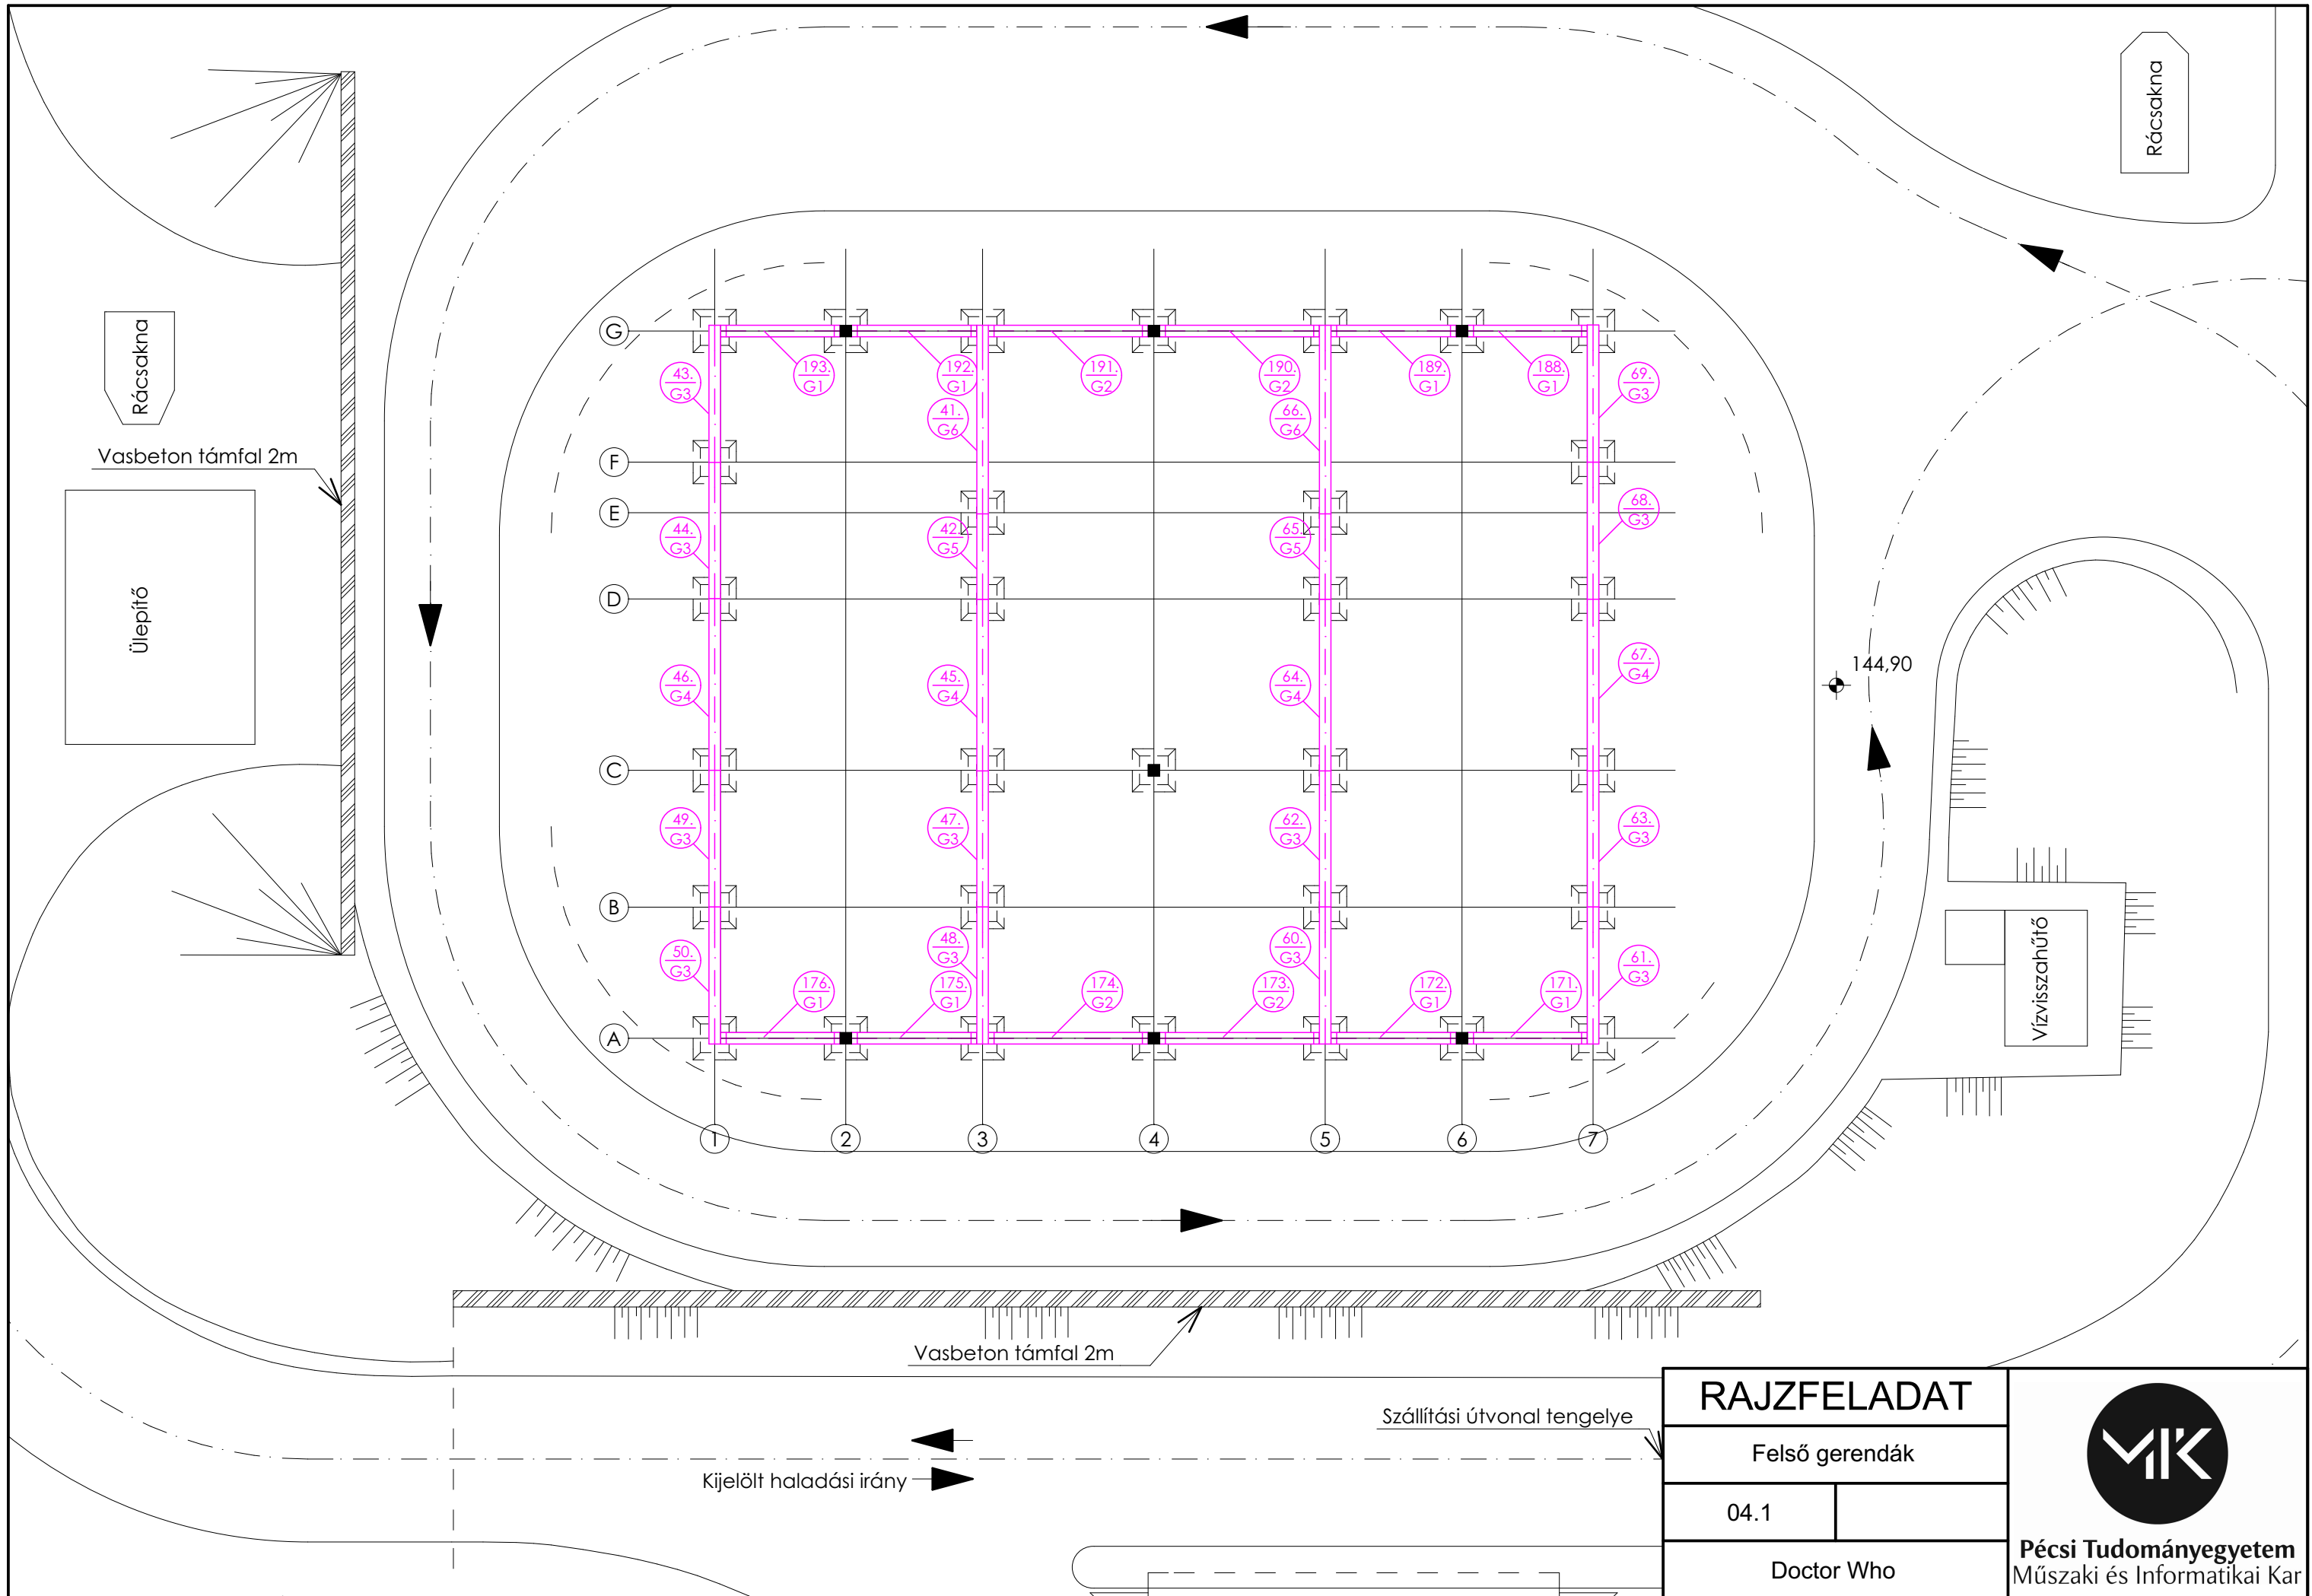 Rácsakna
Rácsakna
Vasbeton támfal 2m
Ülepítő
G
193.
G1
192.
G1
191.
G2
190.
G2
189.
G1
188.
G1
43.
G3
41.
G6
66.
G6
69.
G3
F
E
44.
G3
42.
G5
65.
G5
68.
G3
D
46.
G4
45.
G4
64.
G4
67.
G4
144,90
C
49.
G3
47.
G3
62.
G3
63.
G3
B
50.
G3
48.
G3
60.
G3
61.
G3
176.
G1
175.
G1
174.
G2
173.
G2
172.
G1
171.
G1
A
Vízvisszahűtő
1
2
3
4
5
6
7
Vasbeton támfal 2m
Szállítási útvonal tengelye
Kijelölt haladási irány
RAJZFELADAT
Felső gerendák
04.1
Doctor Who
MIK
Pécsi Tudományegyetem
Műszaki és Informatikai Kar